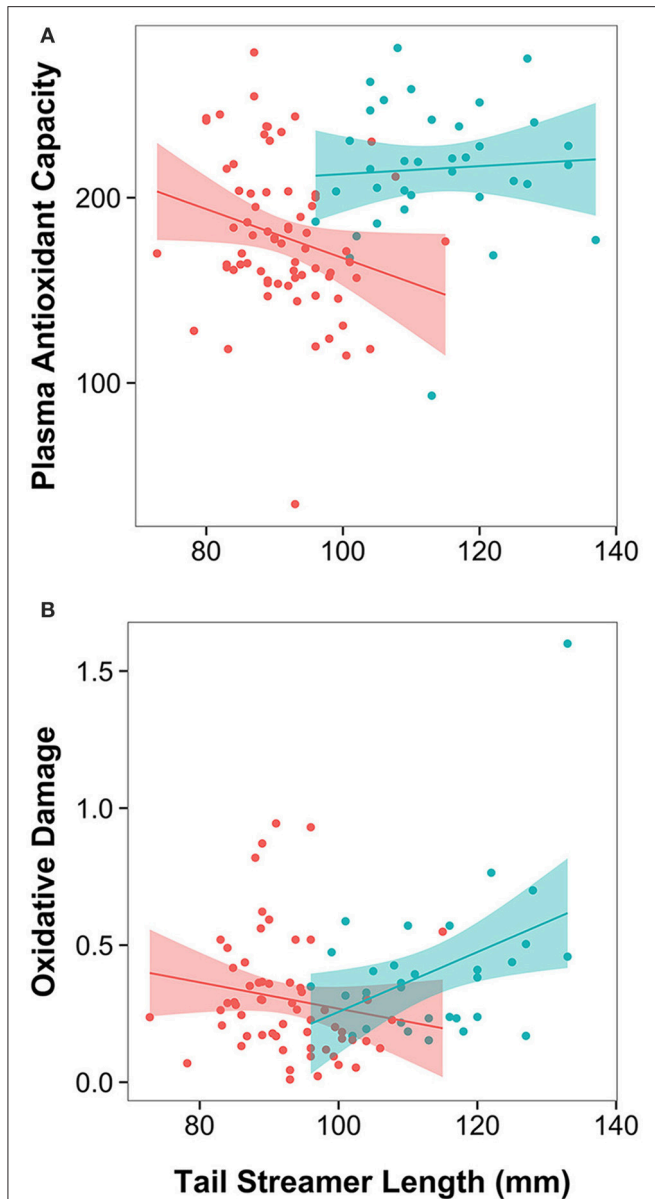 A
Plasma Antioxidant Capacity
200
100
80 100 120 140
B
Oxidative Damage
1.5
1.0
0.5
0.0
80 100 120 140
Tail Streamer Length (mm)